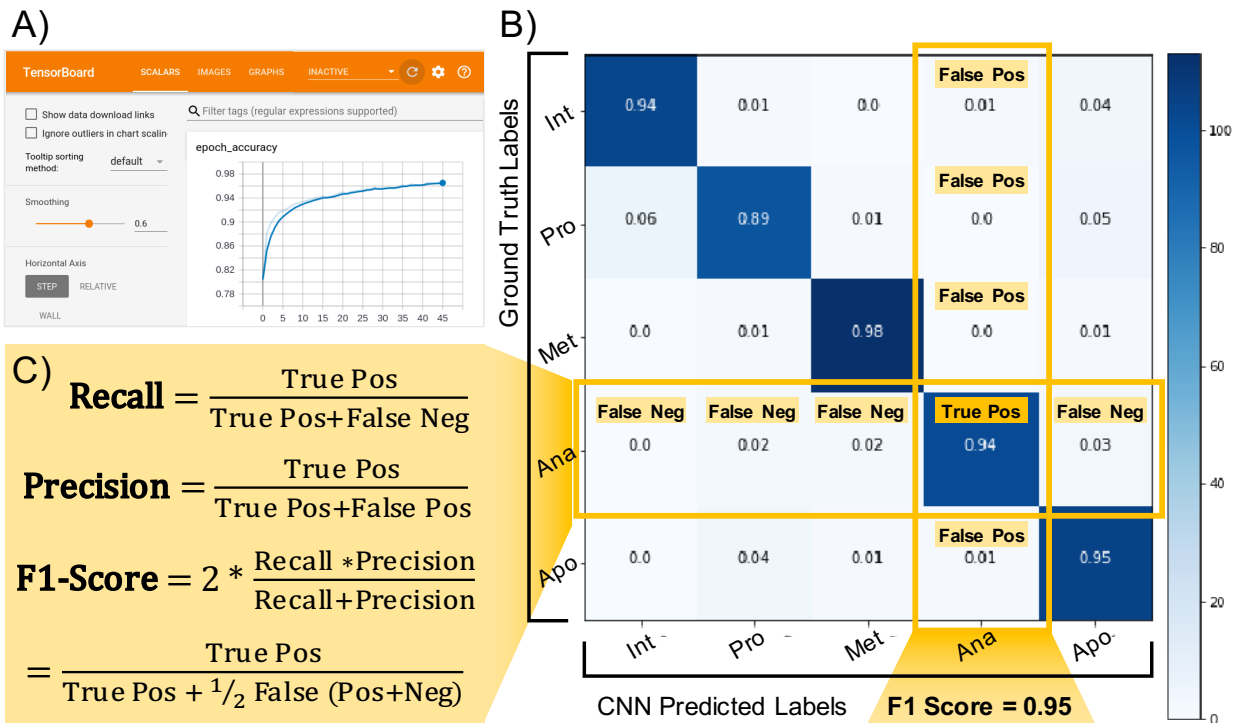 A)
TensorBoard SCALARS IMAGES GRAPHS INACTIVE
Show data download links
Ignore outliers in chart scalin
Tooltip sorting method: default
Smoothing
0.6
Horizontal Axis
STEP RELATIVE
WALL
Filter tags (regular expressions supported)
epoch_accuracy
0.98
0.94
0.9
0.86
0.82
0.78
0 5 10 15 20 25 30 35 40 45
B)
Ground Truth Labels
False Pos
Int 0.94 0.01 0.0 0.01 0.04
False Pos
Pro 0.06 0.89 0.01 0.0 0.05
False Pos
Met 0.0 0.01 0.98 0.0 0.01
False Neg False Neg False Neg True Pos False Neg
Ana 0.0 0.02 0.02 0.94 0.03
False Pos
Apo 0.0 0.04 0.01 0.01 0.95
Int Pro Met Ana Apo
CNN Predicted Labels F1 Score = 0.95
100
80
60
40
20
0
C)
Recall = True Pos / True Pos+False Neg
Precision = True Pos / True Pos+False Pos
F1-Score = 2 * Recall *Precision / Recall+Precision
= True Pos / True Pos + 1/2 False (Pos+Neg)